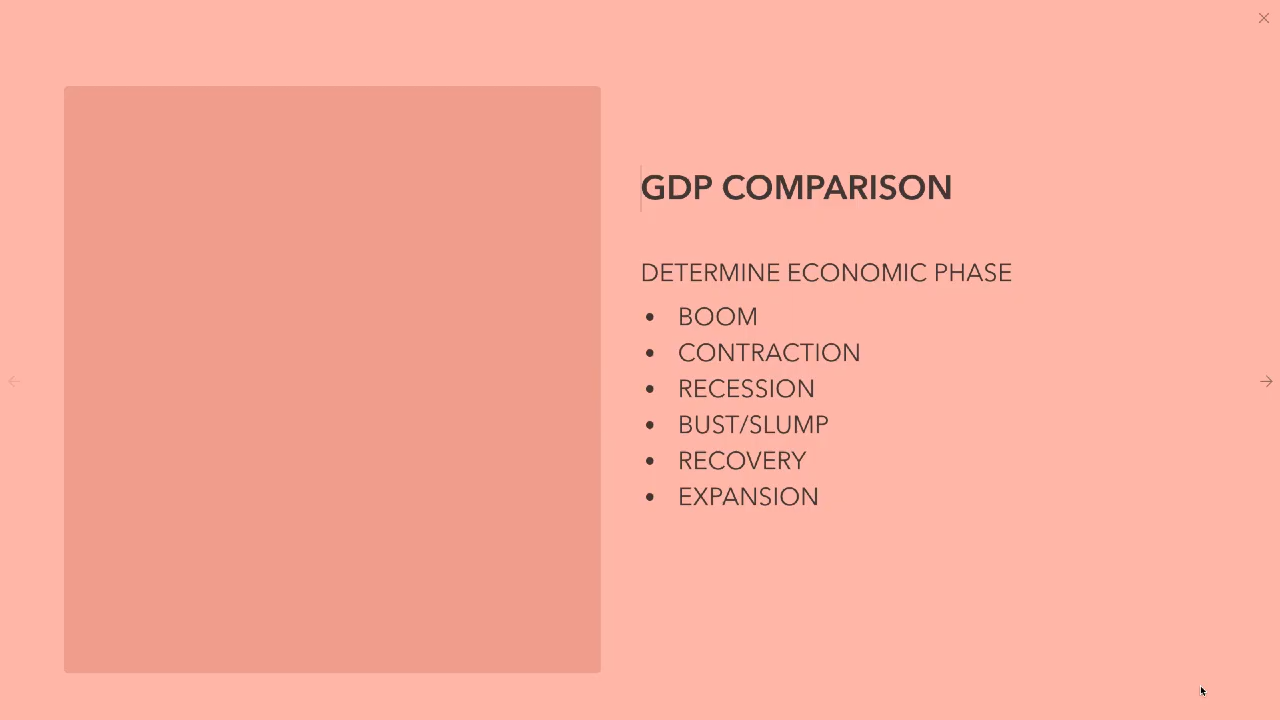 GDP COMPARISON
DETERMINE ECONOMIC PHASE
• BOOM
• CONTRACTION
• RECESSION
• BUST/SLUMP
• RECOVERY
• EXPANSION